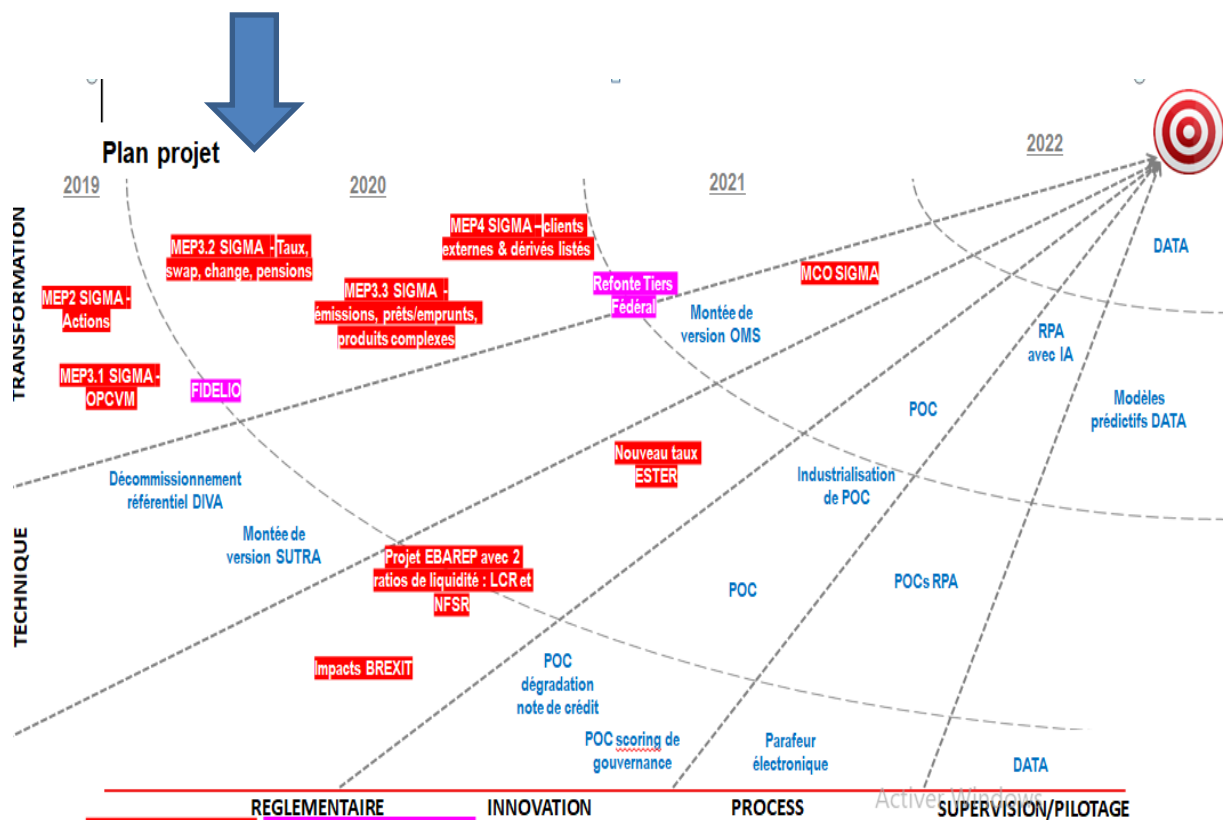 Plan projet
2019
2020
2021
2022
TRANSFORMATION
TECHNIQUE
MEP2 SIGMA -
Actions
MEP3.1 SIGMA -
OPCVM
MEP3.2 SIGMA - Taux,
swap, change, pensions
FIDELIO
MEP3.3 SIGMA -
émissions, prêts/emprunts,
produits complexes
MEP4 SIGMA – clients
externes & dérivés listés
Refonte Tiers
Fédéral
MCO SIGMA
DATA
Montée de
version OMS
RPA
avec IA
Modèles
prédictifs DATA
POC
Nouveau taux
ESTER
Industrialisation
de POC
Décommissionnement
référentiel DIVA
Montée de
version SUTRA
Projet EBAREP avec 2
ratios de liquidité : LCR et
NFSR
POC
POCs RPA
Impacts BREXIT
POC
dégradation
note de crédit
POC scoring de
gouvernance
Parafeur
électronique
DATA
Activer Windows
REGLEMENTAIRE
INNOVATION
PROCESS
SUPERVISION/PILOTAGE